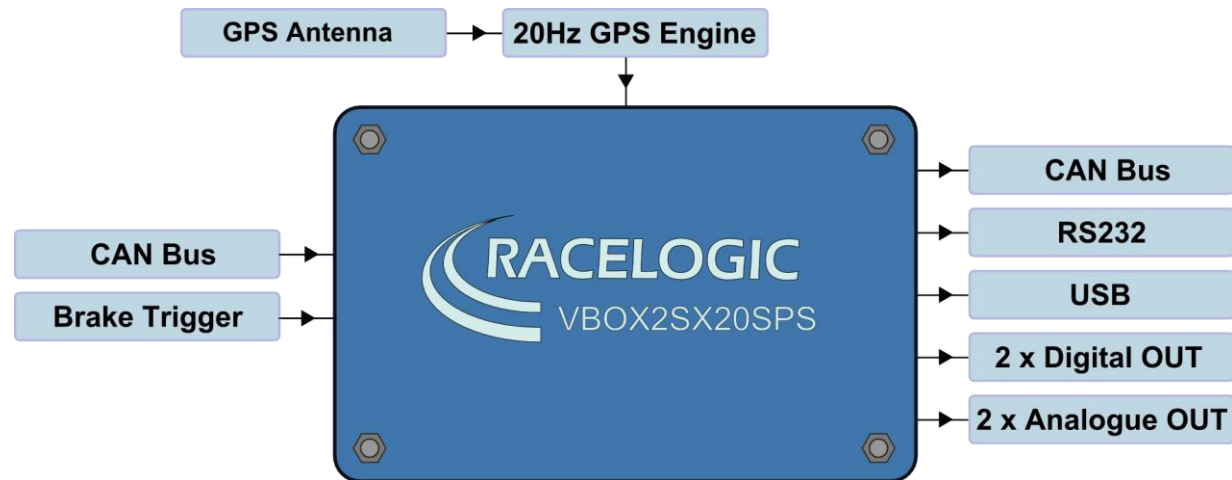 GPS Antenna
20Hz GPS Engine
CAN Bus
Brake Trigger
RACELOGIC
VBOX2SX20SPS
CAN Bus
RS232
USB
2 x Digital OUT
2 x Analogue OUT